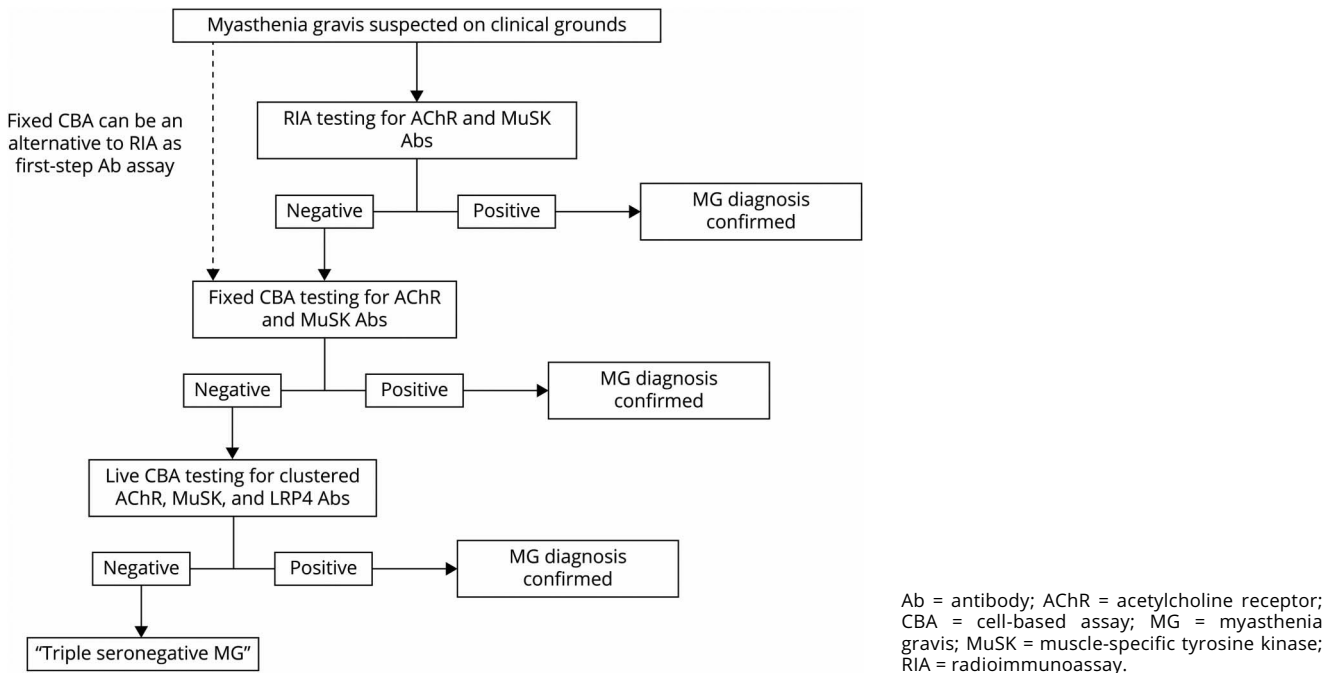 Myasthenia gravis suspected on clinical grounds
Fixed CBA can be an
alternative to RIA as
first-step Ab assay
RIA testing for AChR and MuSK
Abs
Negative
Positive
MG diagnosis
confirmed
Fixed CBA testing for AChR
and MuSK Abs
Negative
Positive
MG diagnosis
confirmed
Live CBA testing for clustered
AChR, MuSK, and LRP4 Abs
Negative
Positive
MG diagnosis
confirmed
“Triple seronegative MG”
Ab = antibody; AChR = acetylcholine receptor;
CBA = cell-based assay; MG = myasthenia
gravis; MuSK = muscle-specific tyrosine kinase;
RIA = radioimmunoassay.